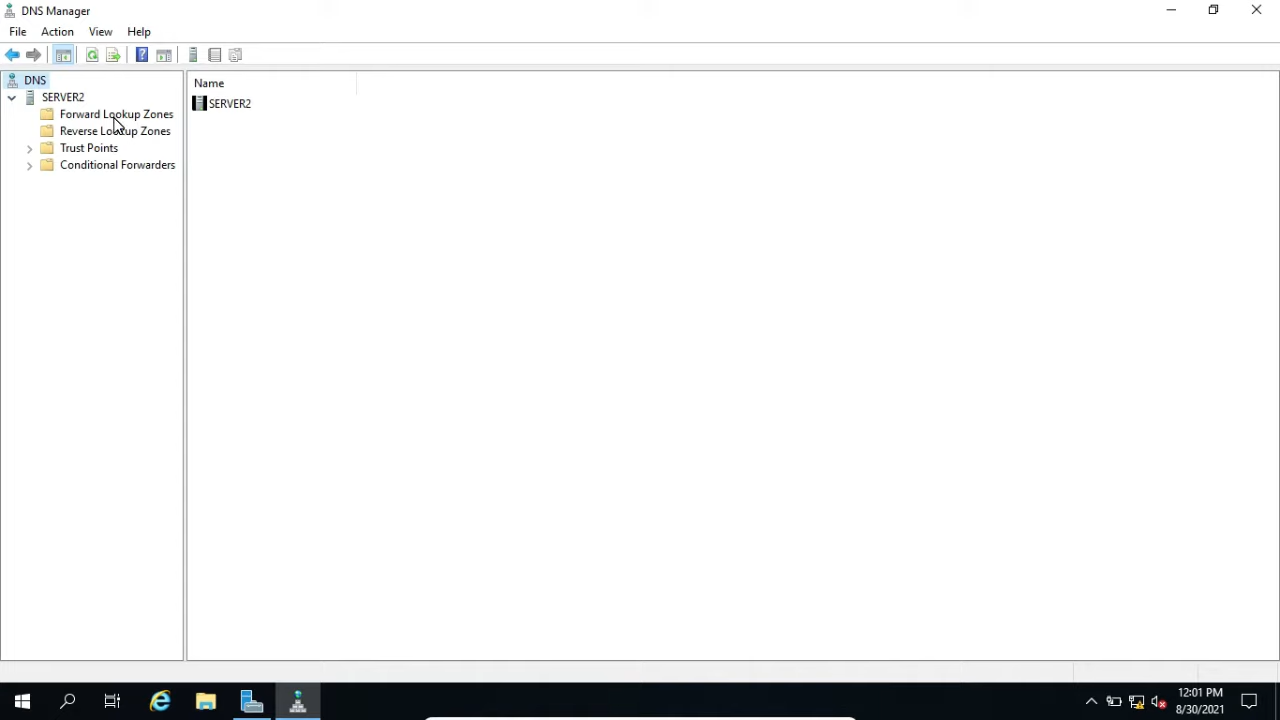 DNS Manager
File Action View Help
DNS
SERVER2
Forward Lookup Zones
Reverse Lookup Zones
Trust Points
Conditional Forwarders
Name
SERVER2
12:01 PM
8/30/2021